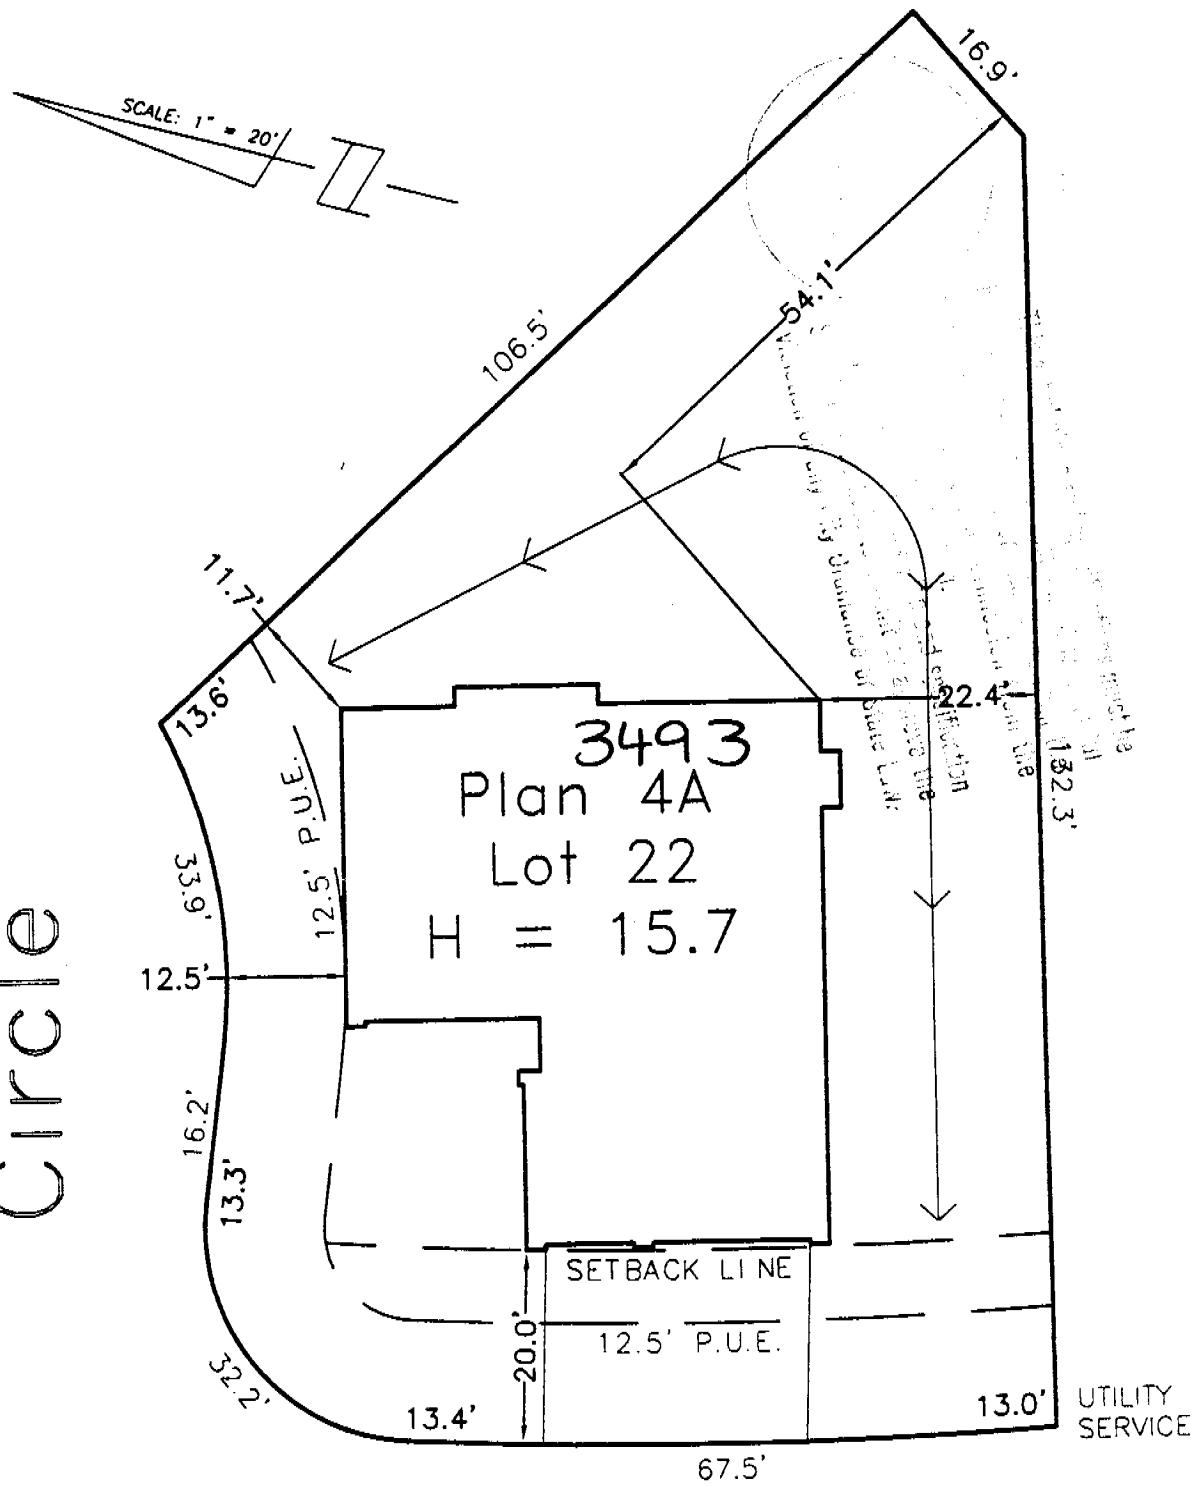 16.9'
SCALE: 1" = 20'
54.1'
106.5'
11.7'
13.6'
22.4'
132.3'
3493
Plan 4A
Lot 22
H = 15.7
12.5' P.U.E.
33.9'
12.5'
Circle
16.2'
13.3'
SETBACK LINE
20.0'
12.5' P.U.E.
32.2'
13.4'
13.0'
UTILITY
SERVICE
67.5'